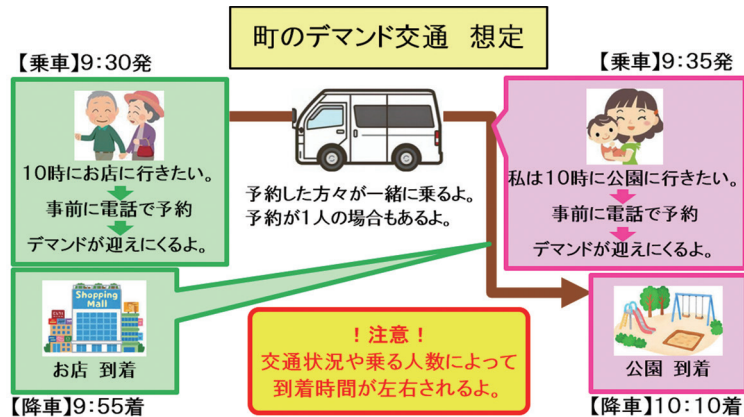 町のデマンド交通 想定
【乗車】9：30発
10時にお店に行きたい。
事前に電話で予約
デマンドが迎えにくるよ。
予約した方々が一緒に乗るよ。
予約が1人の場合もあるよ。
【乗車】9：35発
私は10時に公園に行きたい。
事前に電話で予約
デマンドが迎えにくるよ。
Shopping
Mall
お店 到着
【降車】9：55着
！注意！
交通状況や乗る人数によって
到着時間が左右されるよ。
公園 到着
【降車】10：10着